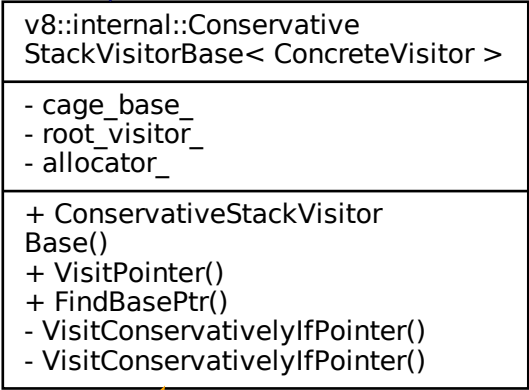 v8::internal::Conservative
StackVisitorBase< ConcreteVisitor >
- cage_base_
- root_visitor_
- allocator_
+ ConservativeStackVisitor
Base()
+ VisitPointer()
+ FindBasePtr()
- VisitConservativelyIfPointer()
- VisitConservativelyIfPointer()